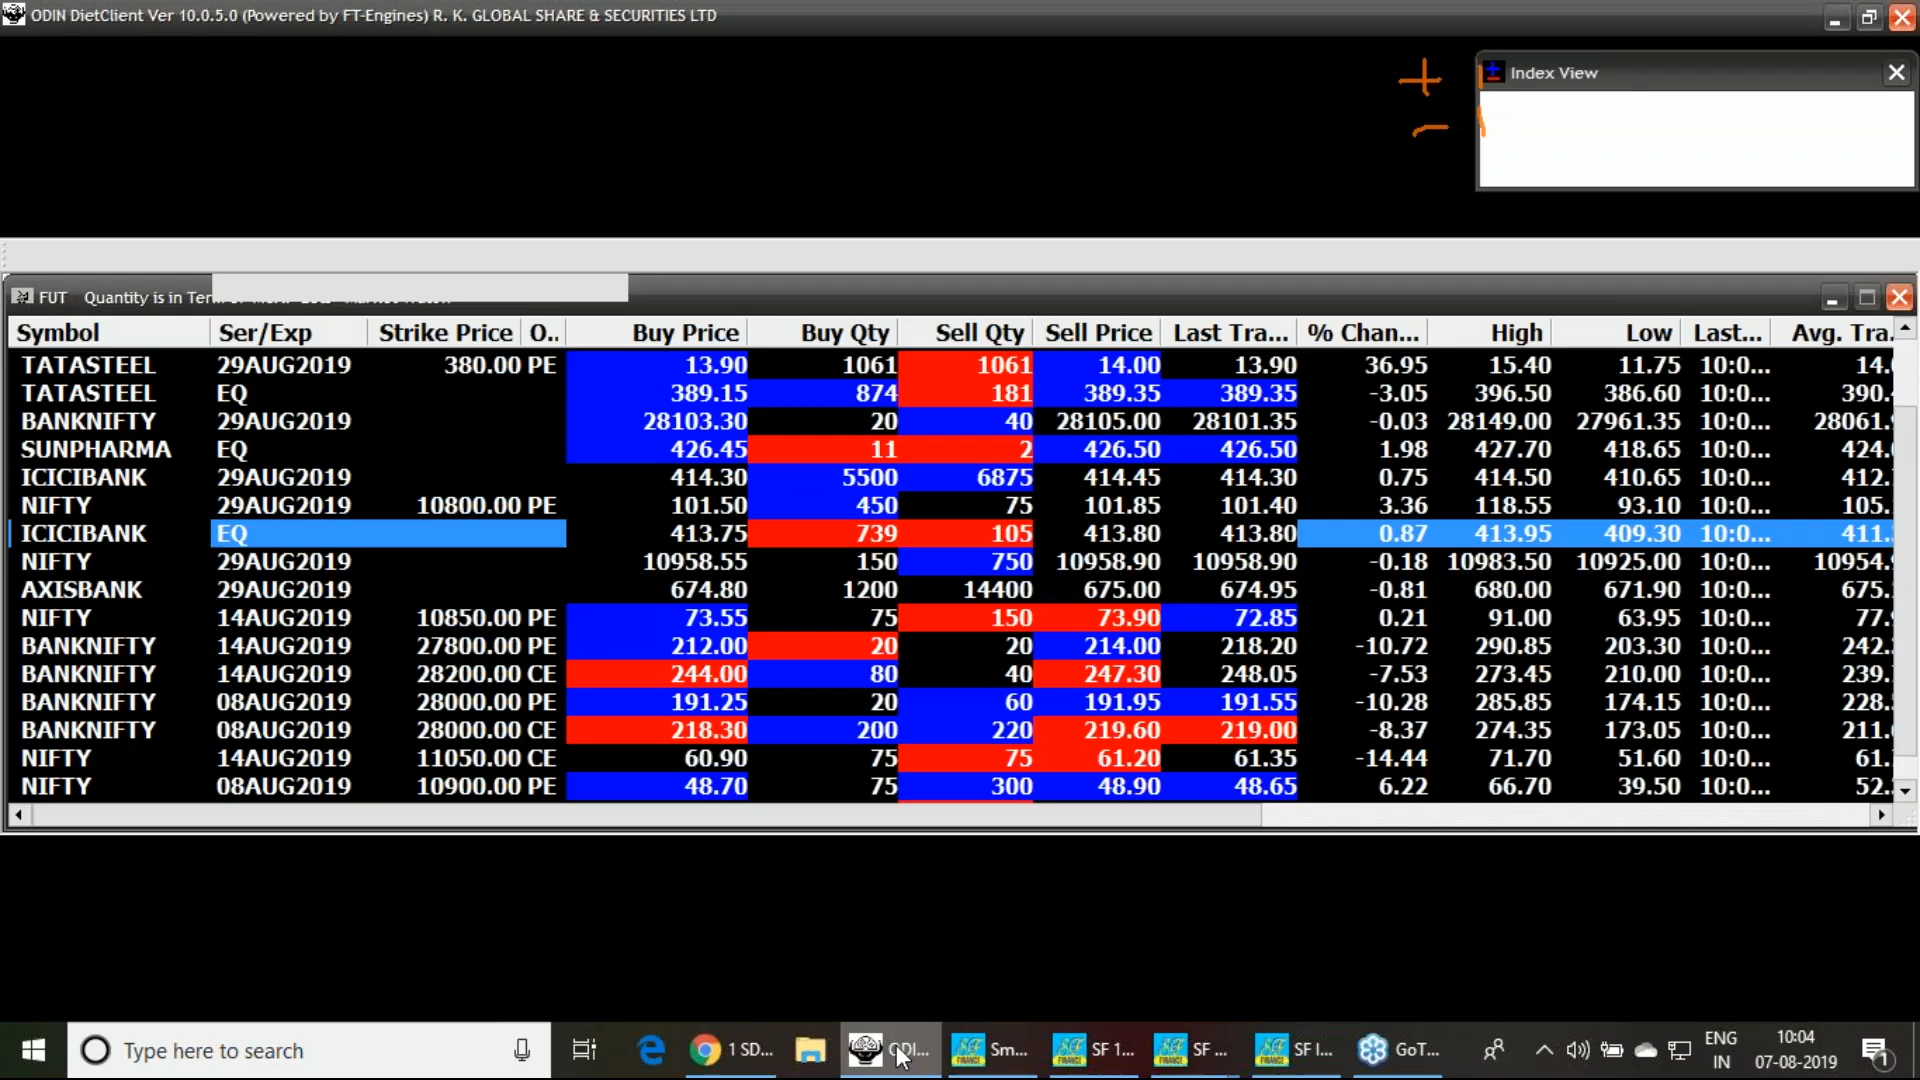 ODIN DietClient Ver 10.0.5.0 (Powered by FT-Engines) R. K. GLOBAL SHARE & SECURITIES LTD
Index View
FUT Quantity is in
Symbol Ser/Exp Strike Price O.. Buy Price Buy Qty Sell Qty Sell Price Last Tra... % Chan... High Low Last... Avg. Tra.
TATASTEEL 29AUG2019 380.00 PE 13.90 1061 1061 14.00 13.90 36.95 15.40 11.75 10:0... 14.
TATASTEEL EQ 389.15 874 181 389.35 389.35 -3.05 396.50 386.60 10:0... 390.
BANKNIFTY 29AUG2019 28103.30 20 40 28105.00 28101.35 -0.03 28149.00 27961.35 10:0... 28061.
SUNPHARMA EQ 426.45 11 2 426.50 426.50 1.98 427.70 418.65 10:0... 424.
ICICIBANK 29AUG2019 414.30 5500 6875 414.45 414.30 0.75 414.50 410.65 10:0... 412.
NIFTY 29AUG2019 10800.00 PE 101.50 450 75 101.85 101.40 3.36 118.55 93.10 10:0... 105.
ICICIBANK EQ 413.75 739 105 413.80 413.80 0.87 413.95 409.30 10:0... 411.
NIFTY 29AUG2019 10958.55 150 750 10958.90 10958.90 -0.18 10983.50 10925.00 10:0... 10954.
AXISBANK 29AUG2019 674.80 1200 14400 675.00 674.95 -0.81 680.00 671.90 10:0... 675.
NIFTY 14AUG2019 10850.00 PE 73.55 75 150 73.90 72.85 0.21 91.00 63.95 10:0... 77.
BANKNIFTY 14AUG2019 27800.00 PE 212.00 20 20 214.00 218.20 -10.72 290.85 203.30 10:0... 242.
BANKNIFTY 14AUG2019 28200.00 CE 244.00 80 40 247.30 248.05 -7.53 273.45 210.00 10:0... 239.
BANKNIFTY 08AUG2019 28000.00 PE 191.25 20 60 191.95 191.55 -10.28 285.85 174.15 10:0... 228.
BANKNIFTY 08AUG2019 28000.00 CE 218.30 200 220 219.60 219.00 -8.37 274.35 173.05 10:0... 211.
NIFTY 14AUG2019 11050.00 CE 60.90 75 75 61.20 61.35 -14.44 71.70 51.60 10:0... 61.
NIFTY 08AUG2019 10900.00 PE 48.70 75 300 48.90 48.65 6.22 66.70 39.50 10:0... 52.
Type here to search 1 SD... ODI... Sm... SF 1... SF ... SF I... GoT... ENG 10:04
IN 07-08-2019 1